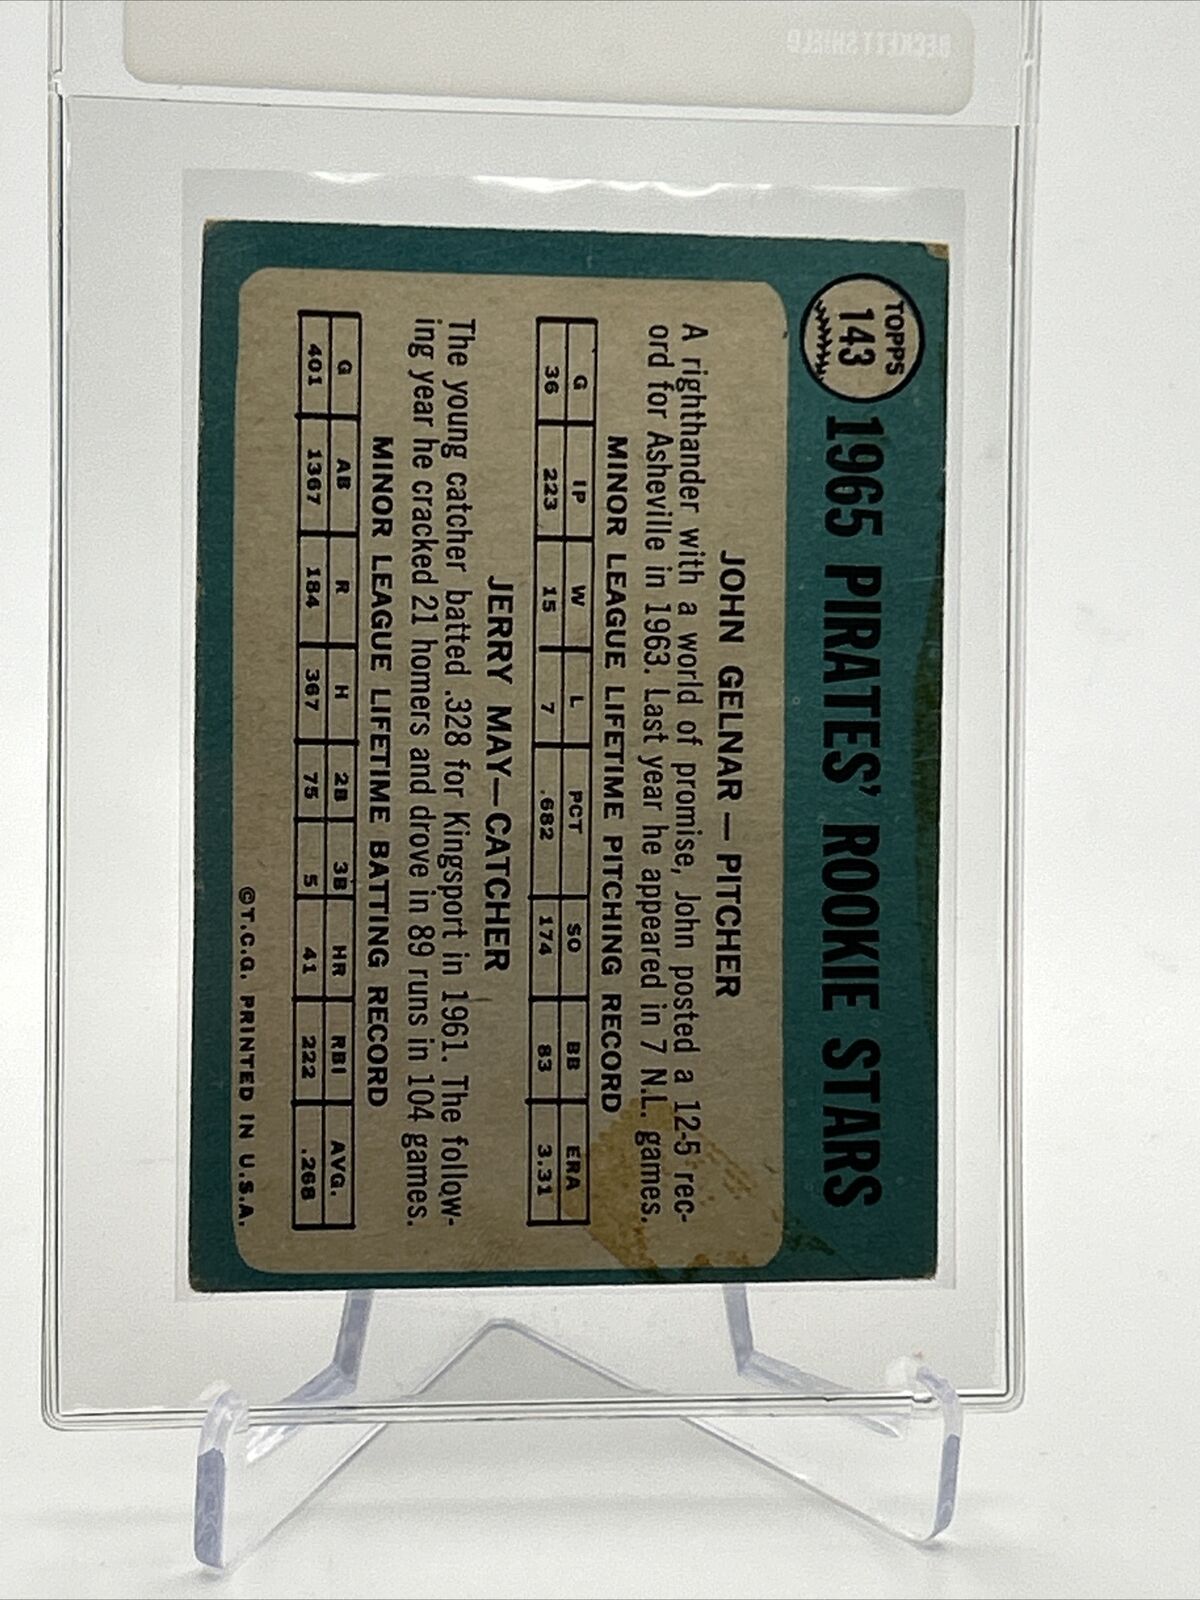 BECKETT SHIELD
TOPPS
143
1965 PIRATES' ROOKIE STARS
JOHN GELNAR — PITCHER
A righthander with a world of promise, John posted a 12-5 rec-
ord for Asheville in 1963. Last year he appeared in 7 N.L. games.
MINOR LEAGUE LIFETIME PITCHING RECORD
G IP W L PCT SO BB ERA
36 223 15 7 .682 174 83 3.31
JERRY MAY—CATCHER
The young catcher batted .328 for Kingsport in 1961. The follow-
ing year he cracked 21 homers and drove in 89 runs in 104 games.
MINOR LEAGUE LIFETIME BATTING RECORD
G AB R H 2B 3B HR RBI AVG.
401 1367 184 367 75 5 41 222 .268
©T.C.G. PRINTED IN U.S.A.